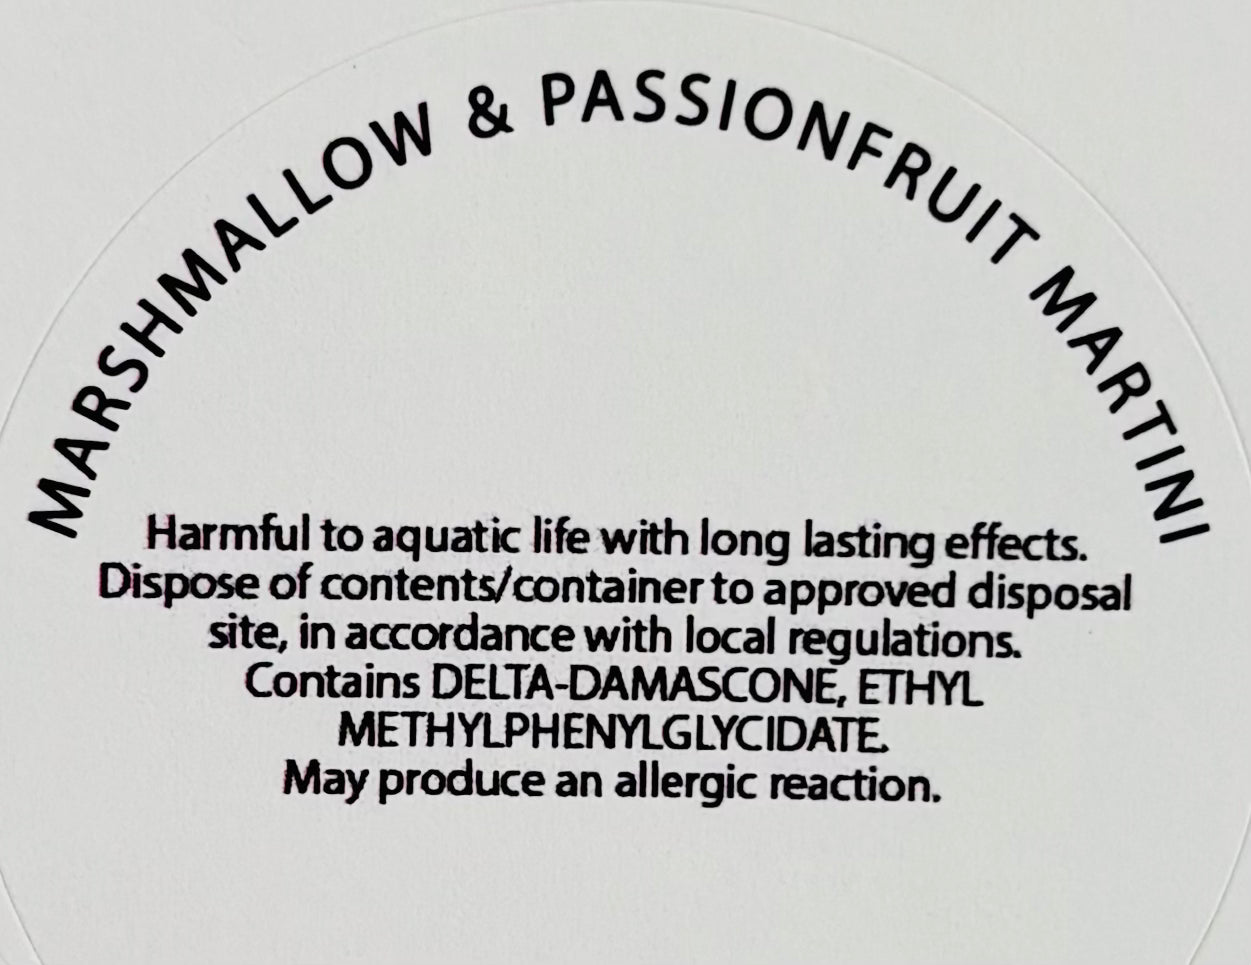 MARSHMALLOW & PASSIONFRUIT MARTINI
Harmful to aquatic life with long lasting effects.
Dispose of contents/container to approved disposal
site, in accordance with local regulations.
Contains DELTA-DAMASCONE, ETHYL
METHYLPHENYLGLYCIDATE.
May produce an allergic reaction.